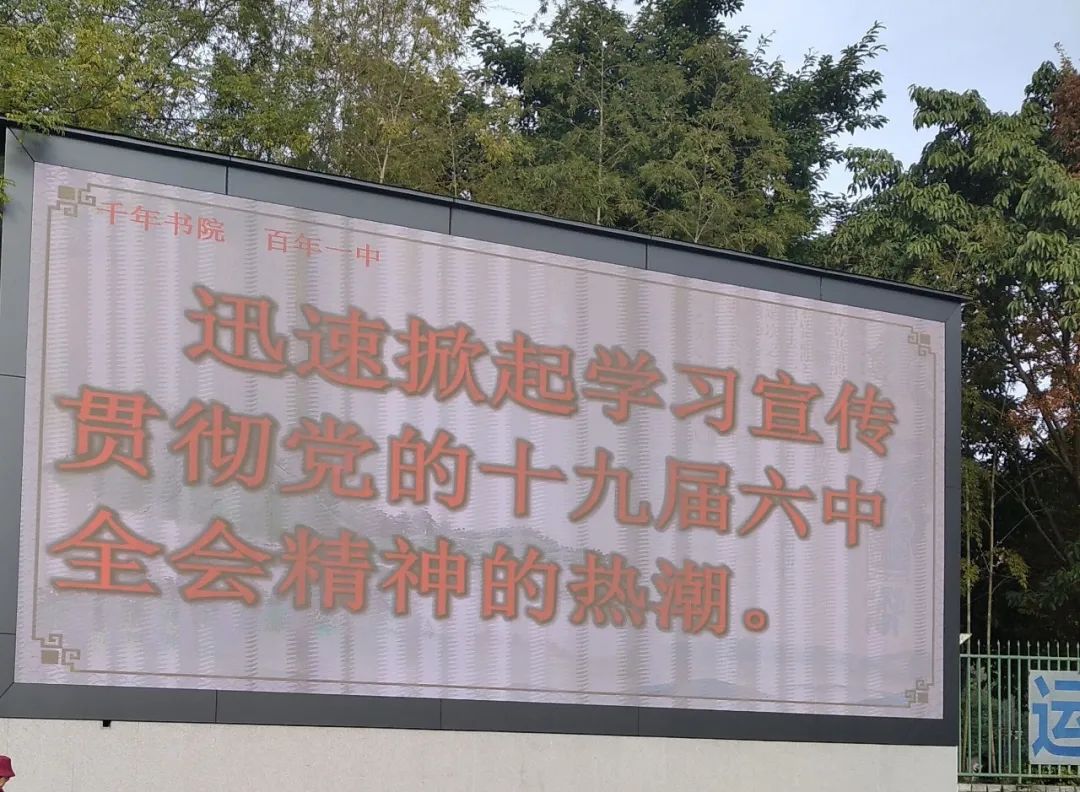 千年书院 百年一中
迅速掀起学习宣传
贯彻党的十九届六中
全会精神的热潮。
运